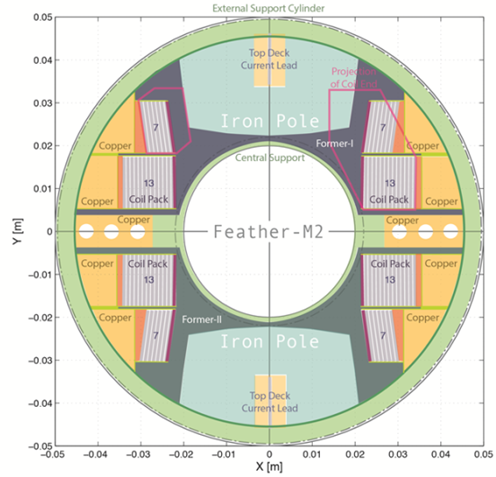 External Support Cylinder
0.05
0.04
0.03
0.02
0.01
0
−0.01
−0.02
−0.03
−0.04
−0.05
Y [m]
Top Deck
Current Lead
Projection
of Coil End
Iron Pole
Copper
7
7
Former-I
Central Support
Copper
13
Coil Pack
13
Coil Pack
Copper
Copper
Feather-M2
Copper
Copper
Coil Pack
13
Coil Pack
13
Copper
Former-II
Copper
7
Iron Pole
7
Copper
Top Deck
Current Lead
−0.05
−0.04
−0.03
−0.02
−0.01
0
0.01
0.02
0.03
0.04
0.05
X [m]